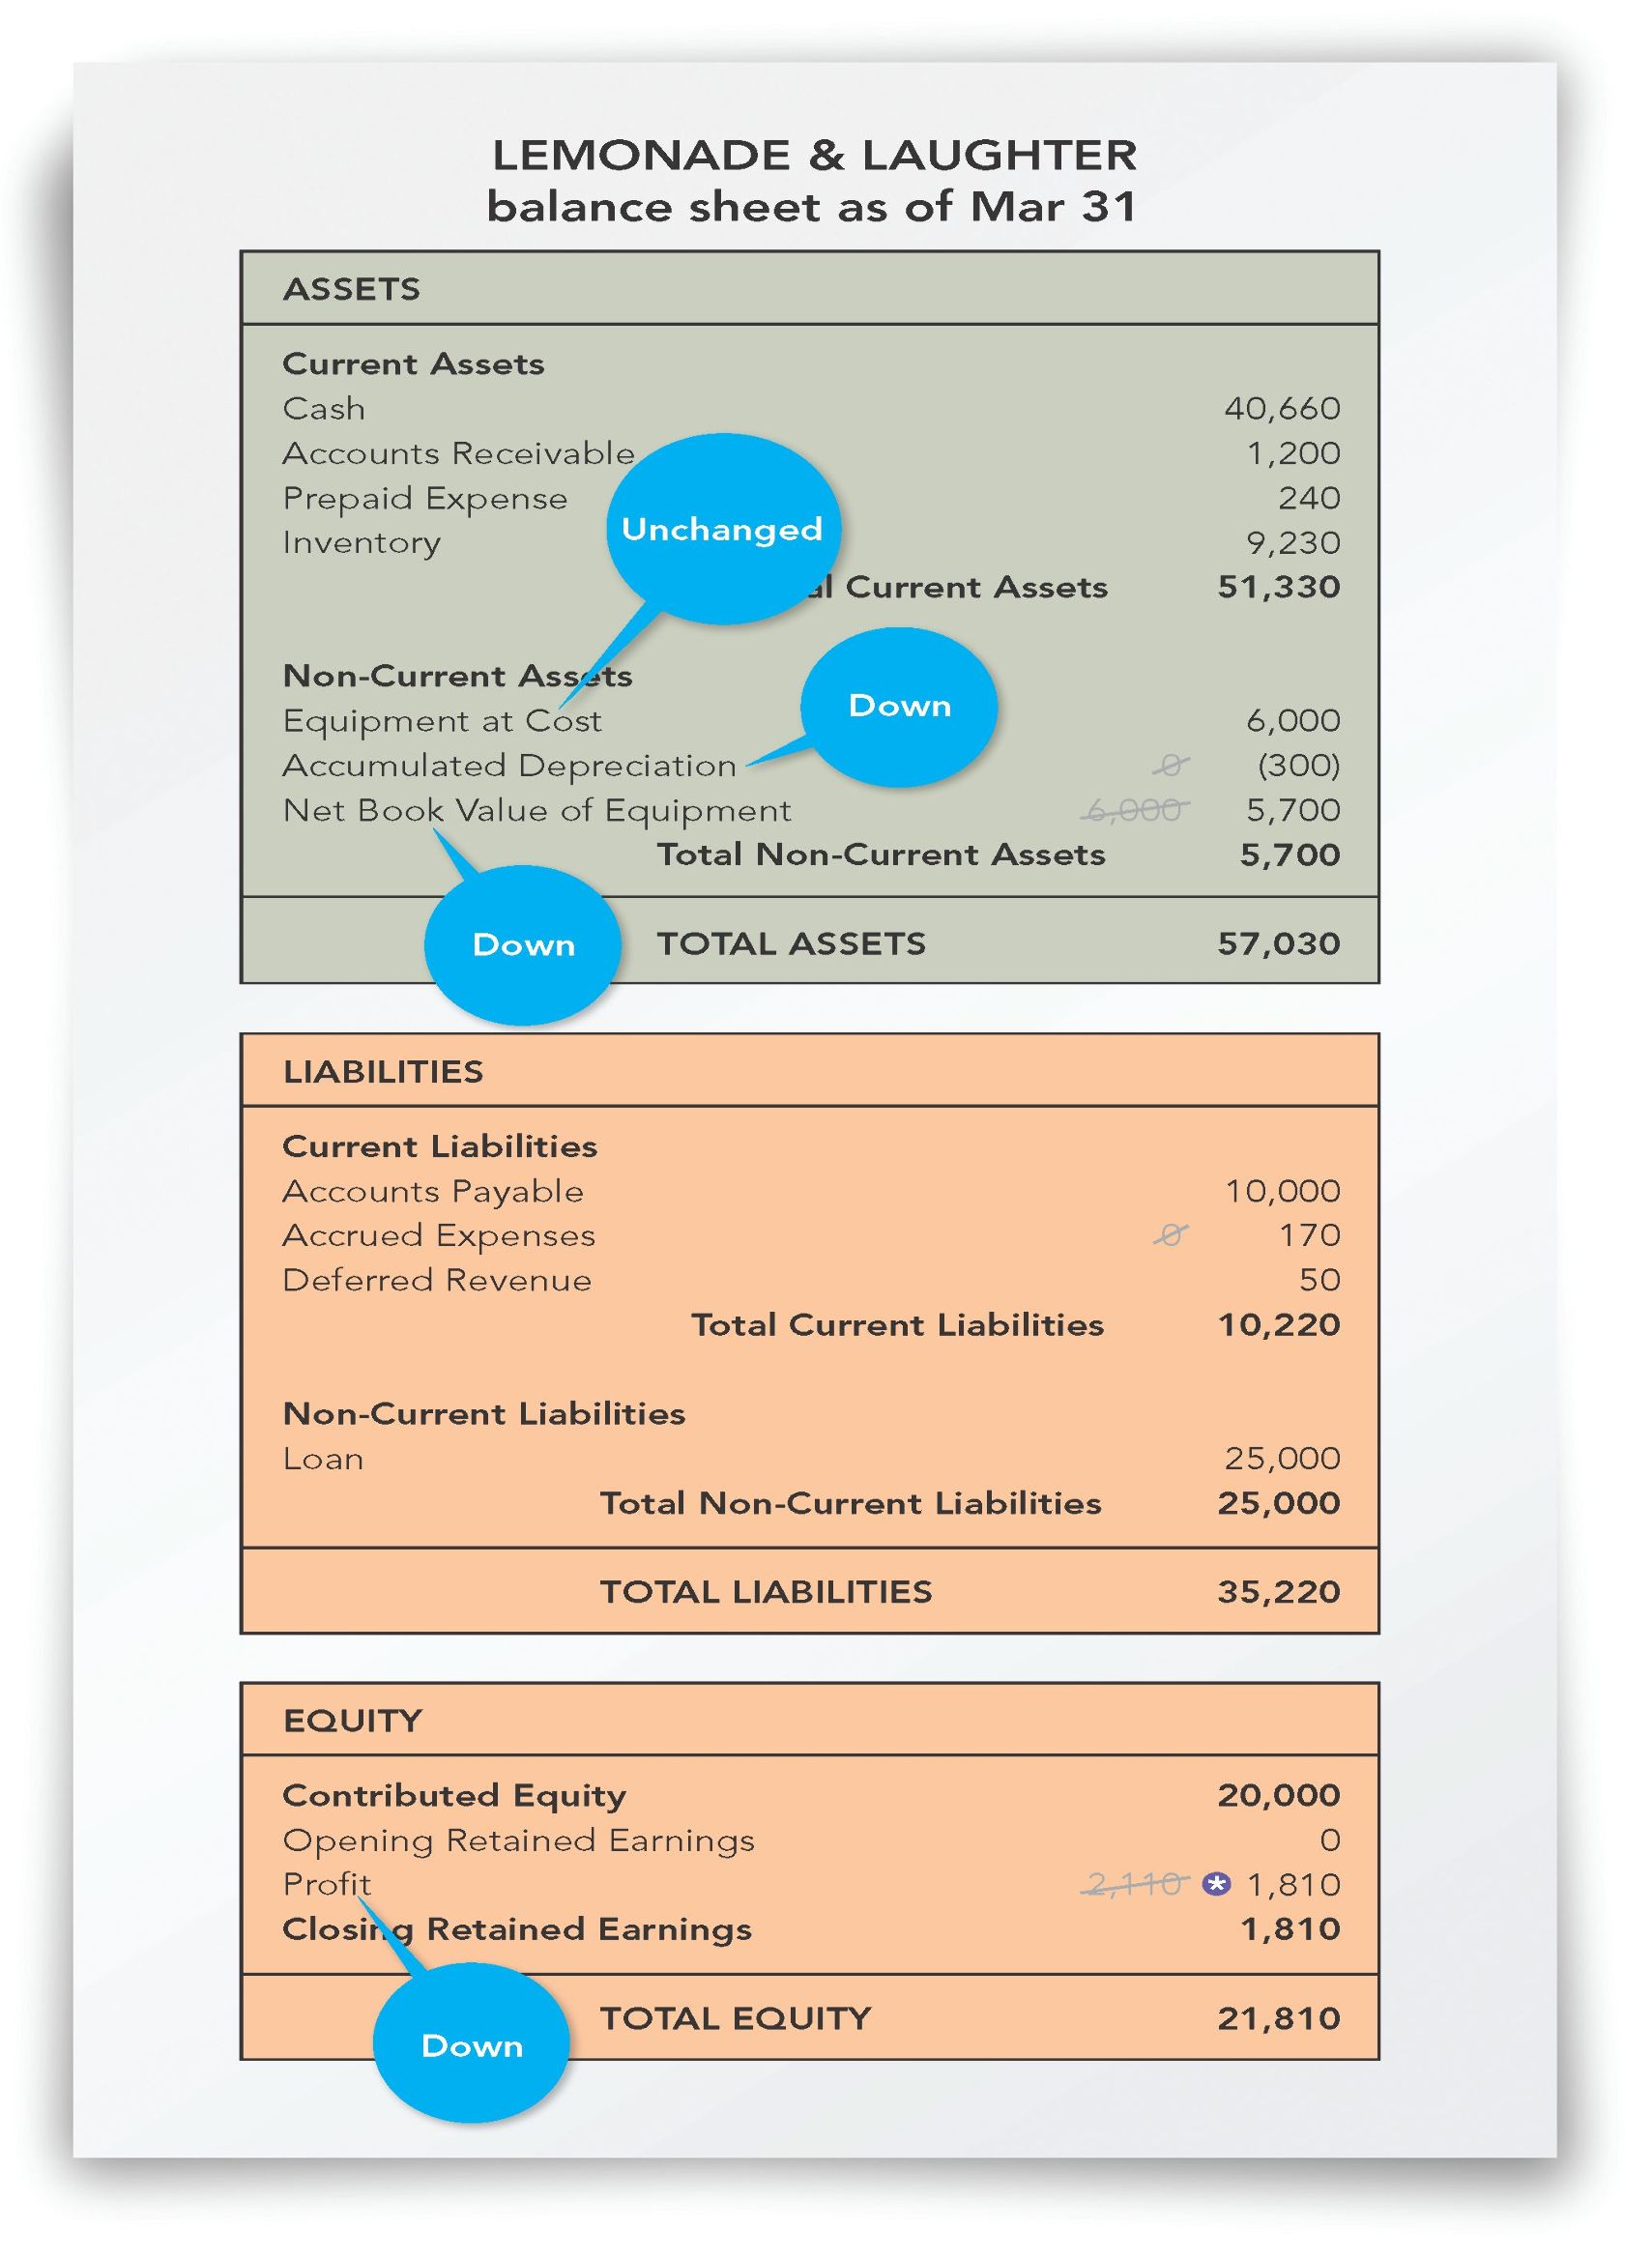 LEMONADE & LAUGHTER
balance sheet as of Mar 31
ASSETS
Current Assets
Cash 40,660
Accounts Receivable 1,200
Prepaid Expense 240
Unchanged
Inventory 9,230
Current Assets 51,330
Non-Current Assets
Down
Equipment at Cost 6,000
Accumulated Depreciation 0 (300)
Net Book Value of Equipment 6,000 5,700
Total Non-Current Assets 5,700
Down
TOTAL ASSETS 57,030
LIABILITIES
Current Liabilities
Accounts Payable 10,000
Accrued Expenses 0 170
Deferred Revenue 50
Total Current Liabilities 10,220
Non-Current Liabilities
Loan 25,000
Total Non-Current Liabilities 25,000
TOTAL LIABILITIES 35,220
EQUITY
Contributed Equity 20,000
Opening Retained Earnings 0
Profit 2,110 * 1,810
Closing Retained Earnings 1,810
TOTAL EQUITY 21,810
Down